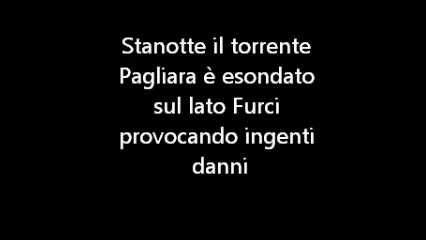 Stanotte il torrente
Pagliara è esondato
sul lato Furci
provocando ingenti
danni